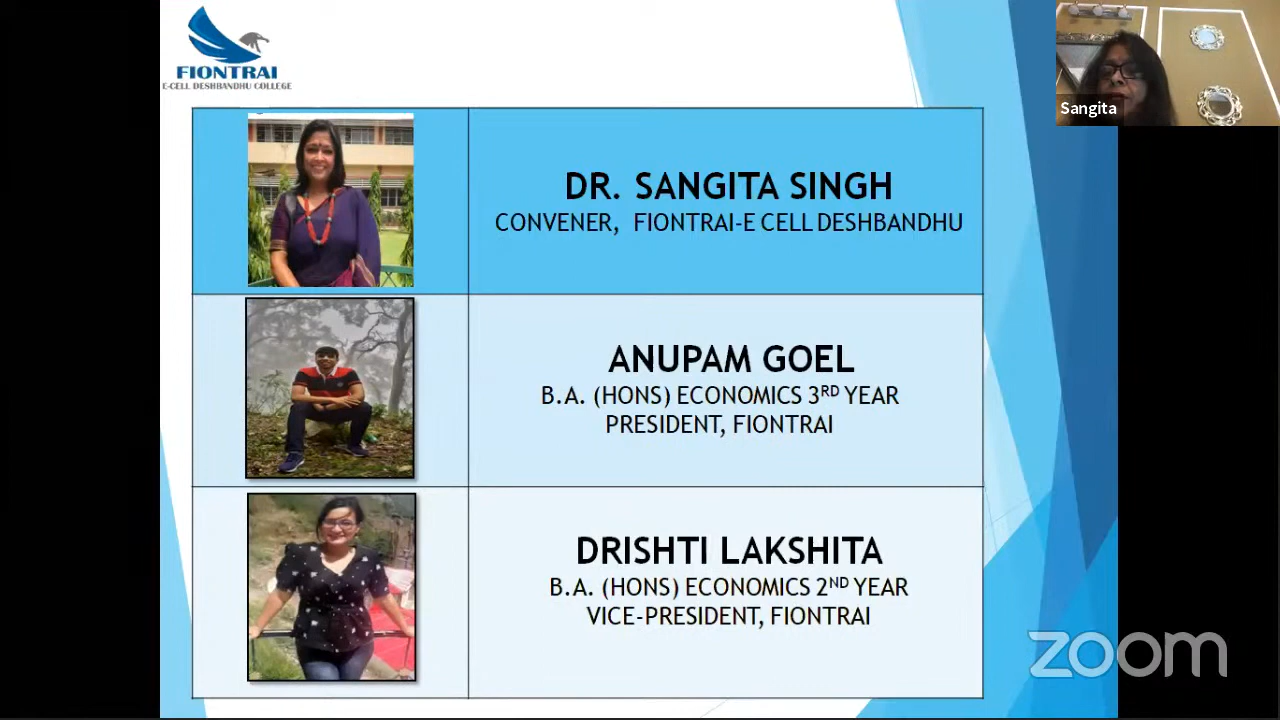 FIONTRAI
E-CELL DESHBANDHU COLLEGE
Sangita
DR. SANGITA SINGH
CONVENER, FIONTRAI-E CELL DESHBANDHU
ANUPAM GOEL
B.A. (HONS) ECONOMICS 3RD YEAR
PRESIDENT, FIONTRAI
DRISHTI LAKSHITA
B.A. (HONS) ECONOMICS 2ND YEAR
VICE-PRESIDENT, FIONTRAI
zoom